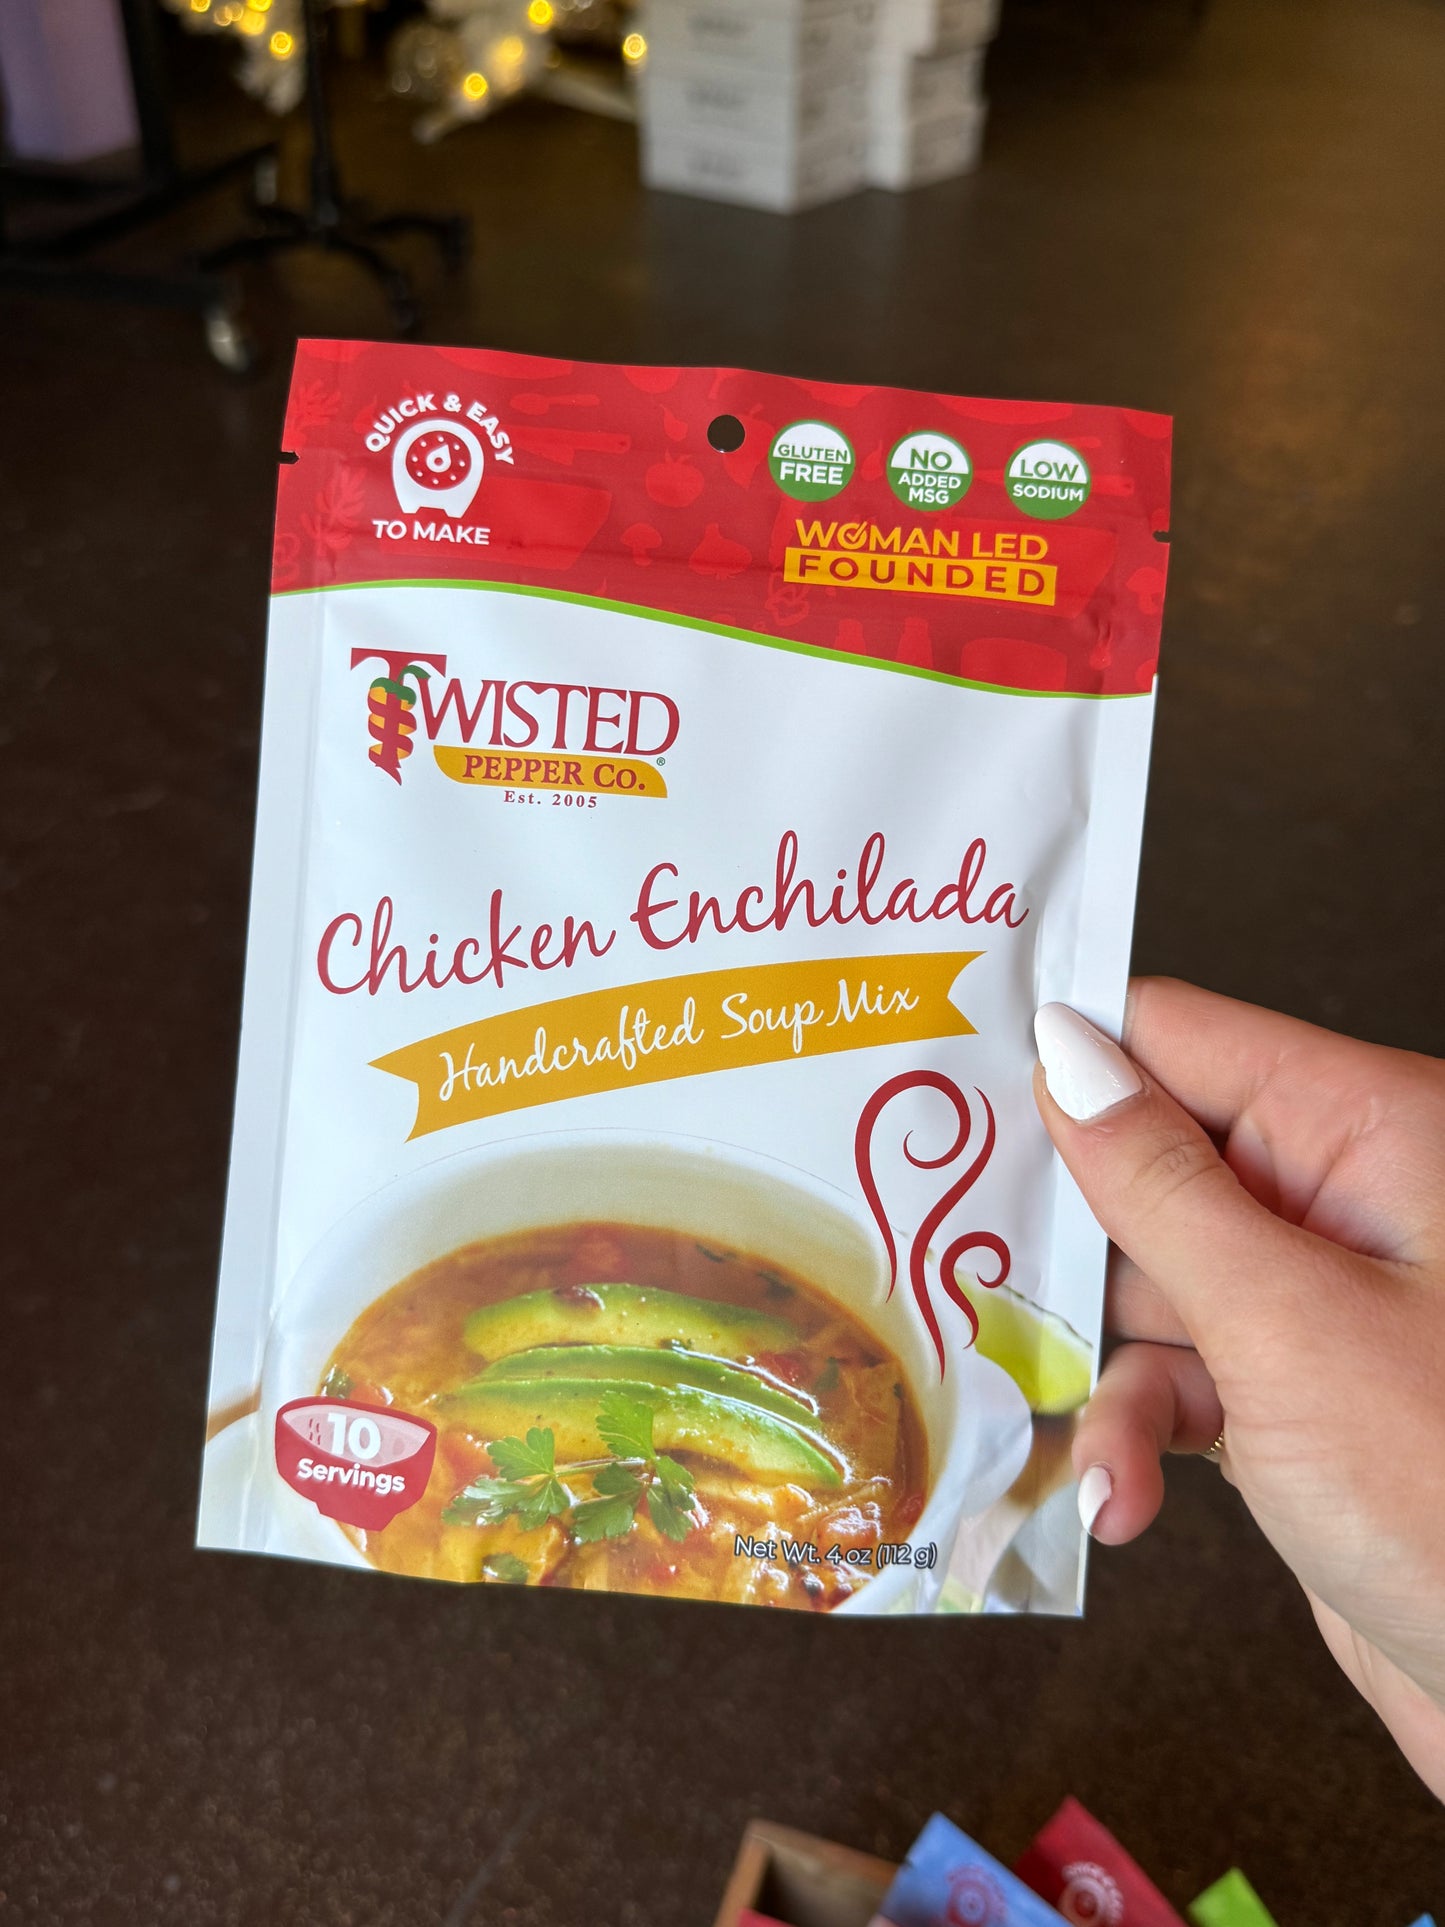 QUICK & EASY
TO MAKE
GLUTEN
FREE
NO
ADDED
MSG
LOW
SODIUM
WOMAN LED
FOUNDED
TWISTED
PEPPER CO.®
Est. 2005
Chicken Enchilada
Handcrafted Soup Mix
10
Servings
Net Wt. 4 oz (112 g)